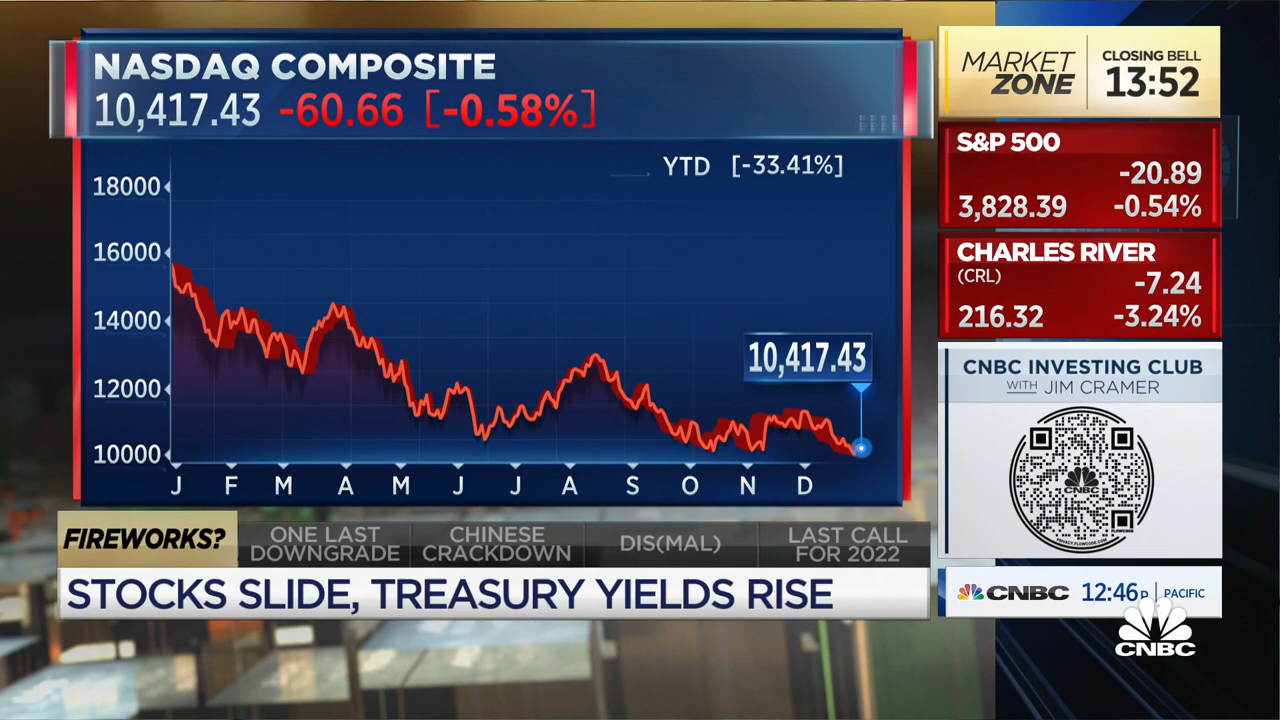 NASDAQ COMPOSITE
10,417.43 -60.66 [-0.58%]
YTD [-33.41%]
18000
16000
14000
12000
10000
10,417.43
J F M A M J J A S O N D
FIREWORKS?
ONE LAST
DOWNGRADE
CHINESE
CRACKDOWN
DIS(MAL)
LAST CALL
FOR 2022
STOCKS SLIDE, TREASURY YIELDS RISE
MARKET
ZONE
CLOSING BELL
13:52
S&P 500
-20.89
3,828.39 -0.54%
CHARLES RIVER
(CRL)
-7.24
216.32 -3.24%
CNBC INVESTING CLUB
WITH JIM CRAMER
CNBC
CNBC 12:46P PACIFIC
CNBC